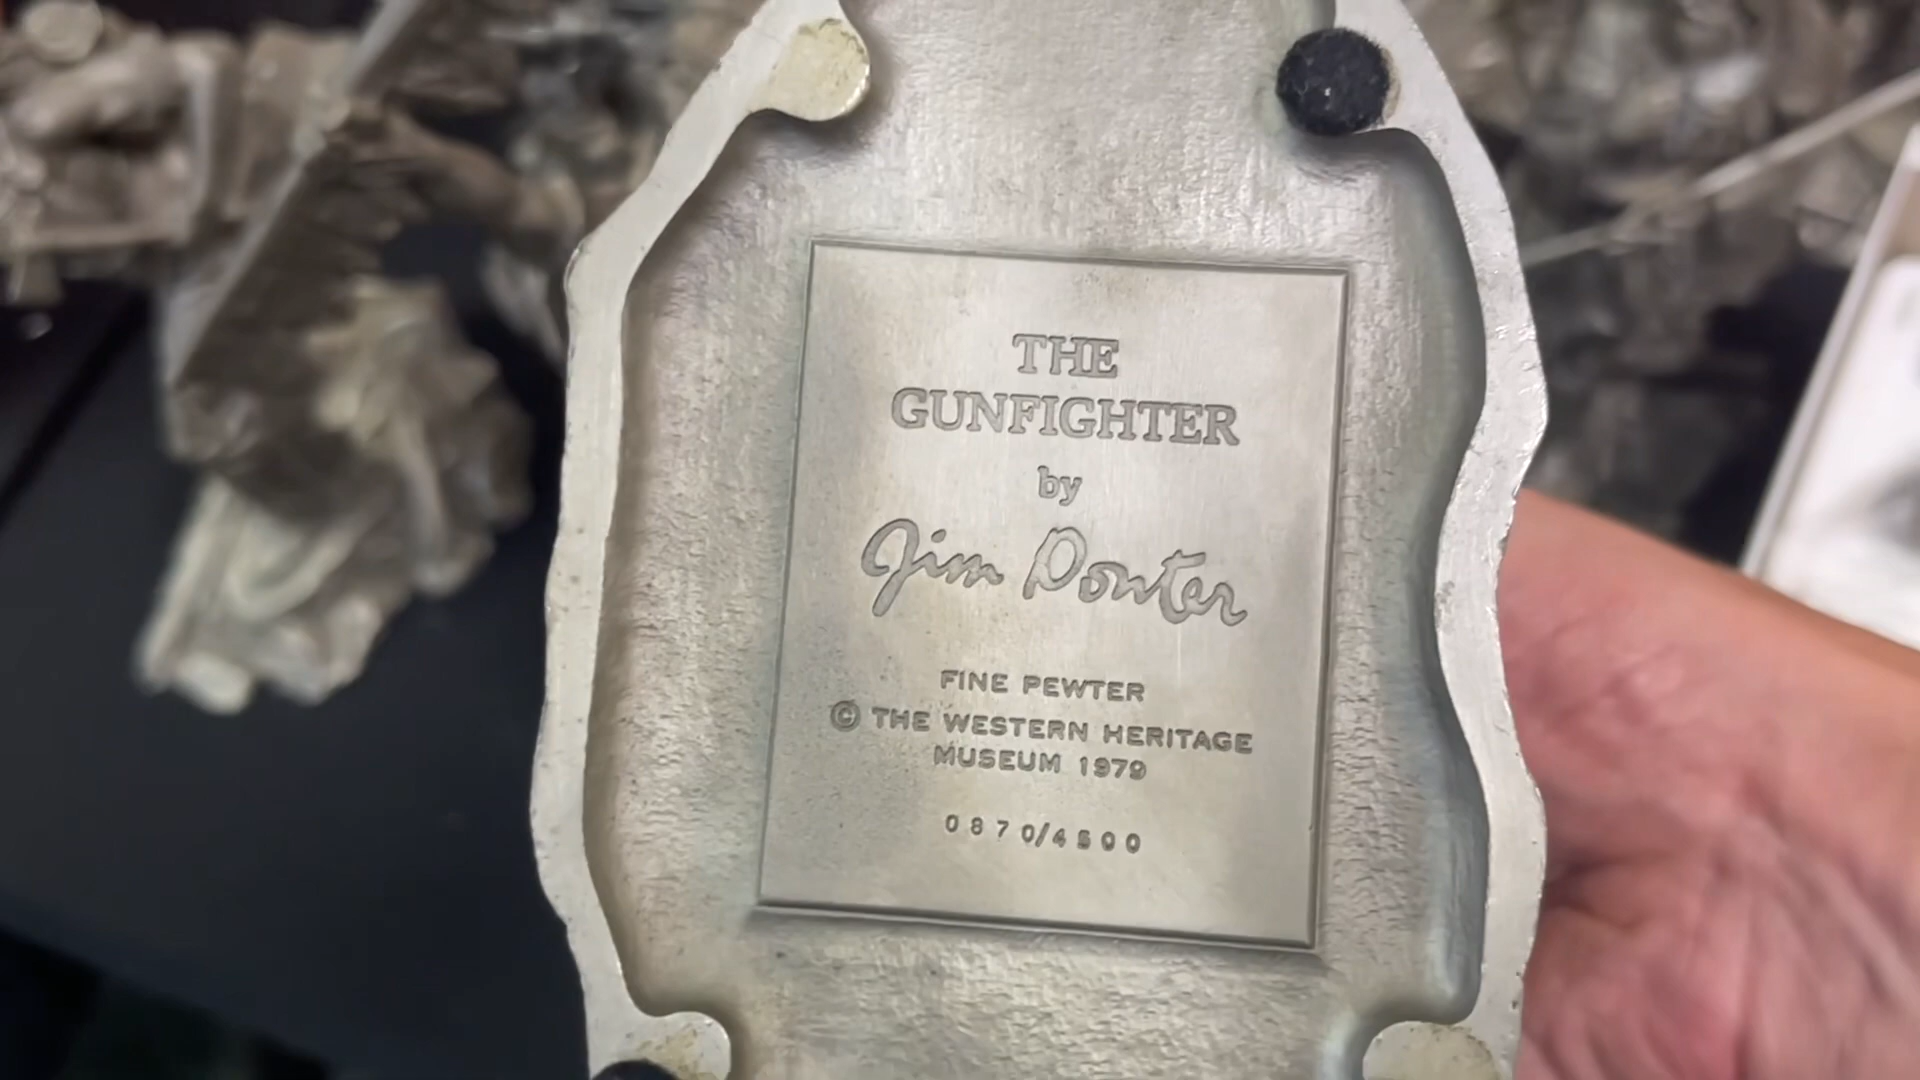 THE
GUNFIGHTER
by
Jim Ponter
FINE PEWTER
© THE WESTERN HERITAGE
MUSEUM 1979
0870/4500